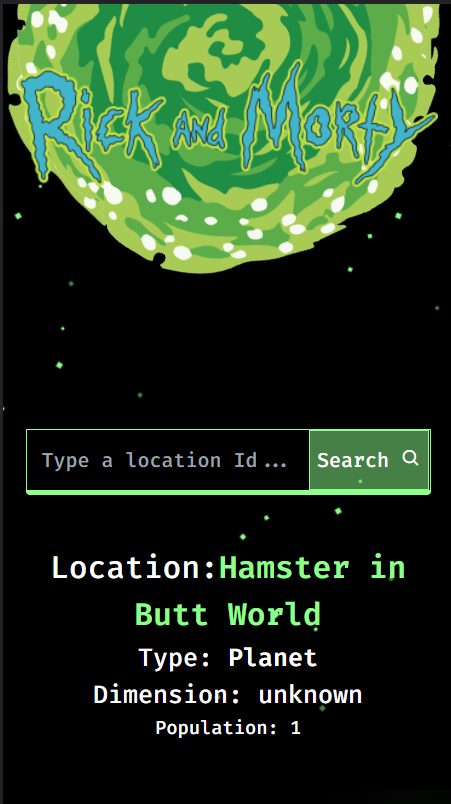 Rick and Morty
Type a location Id...
Search
Location:Hamster in
Butt World
Type: Planet
Dimension: unknown
Population: 1